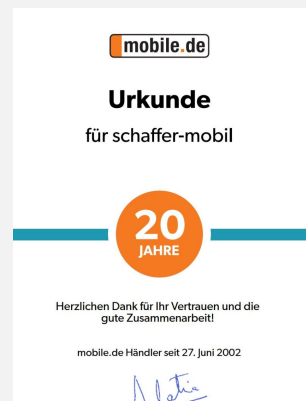 mobile.de
Urkunde
für schaffer-mobil
20
JAHRE
Herzlichen Dank für Ihr Vertrauen und die
gute Zusammenarbeit!
mobile.de Händler seit 27. Juni 2002